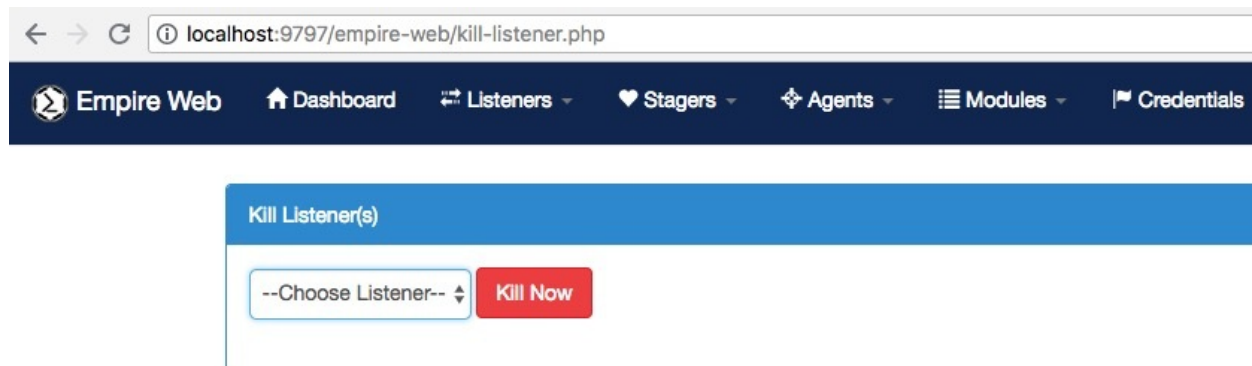 localhost:9797/empire-web/kill-listener.php
Empire Web Dashboard Listeners Stagers Agents Modules Credentials
Kill Listener(s)
--Choose Listener-- Kill Now